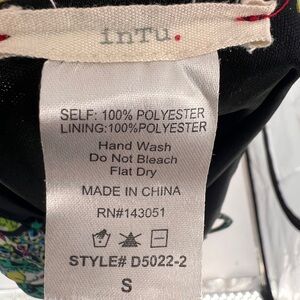 inTu.
SELF: 100% POLYESTER
LINING:100%POLYESTER
Hand Wash
Do Not Bleach
Flat Dry
MADE IN CHINA
RN#143051
STYLE# D5022-2
S